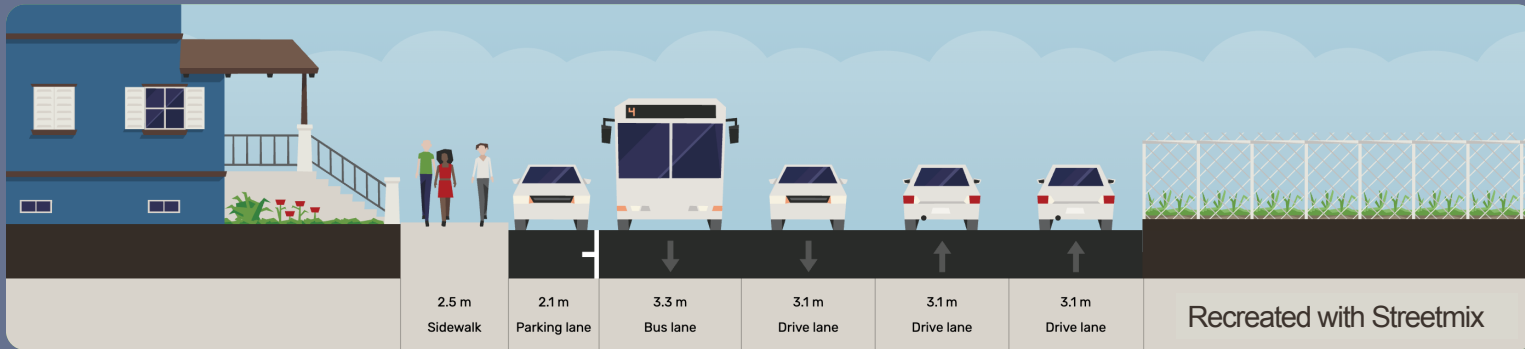 4
2.5 m
Sidewalk
2.1 m
Parking lane
3.3 m
Bus lane
3.1 m
Drive lane
3.1 m
Drive lane
3.1 m
Drive lane
Recreated with Streetmix